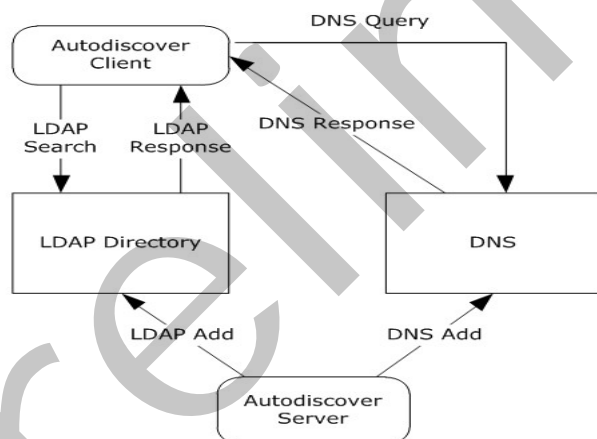 DNS Query
Autodiscover
Client
LDAP
Search
LDAP
Response
DNS Response
LDAP Directory
DNS
LDAP Add
DNS Add
Autodiscover
Server